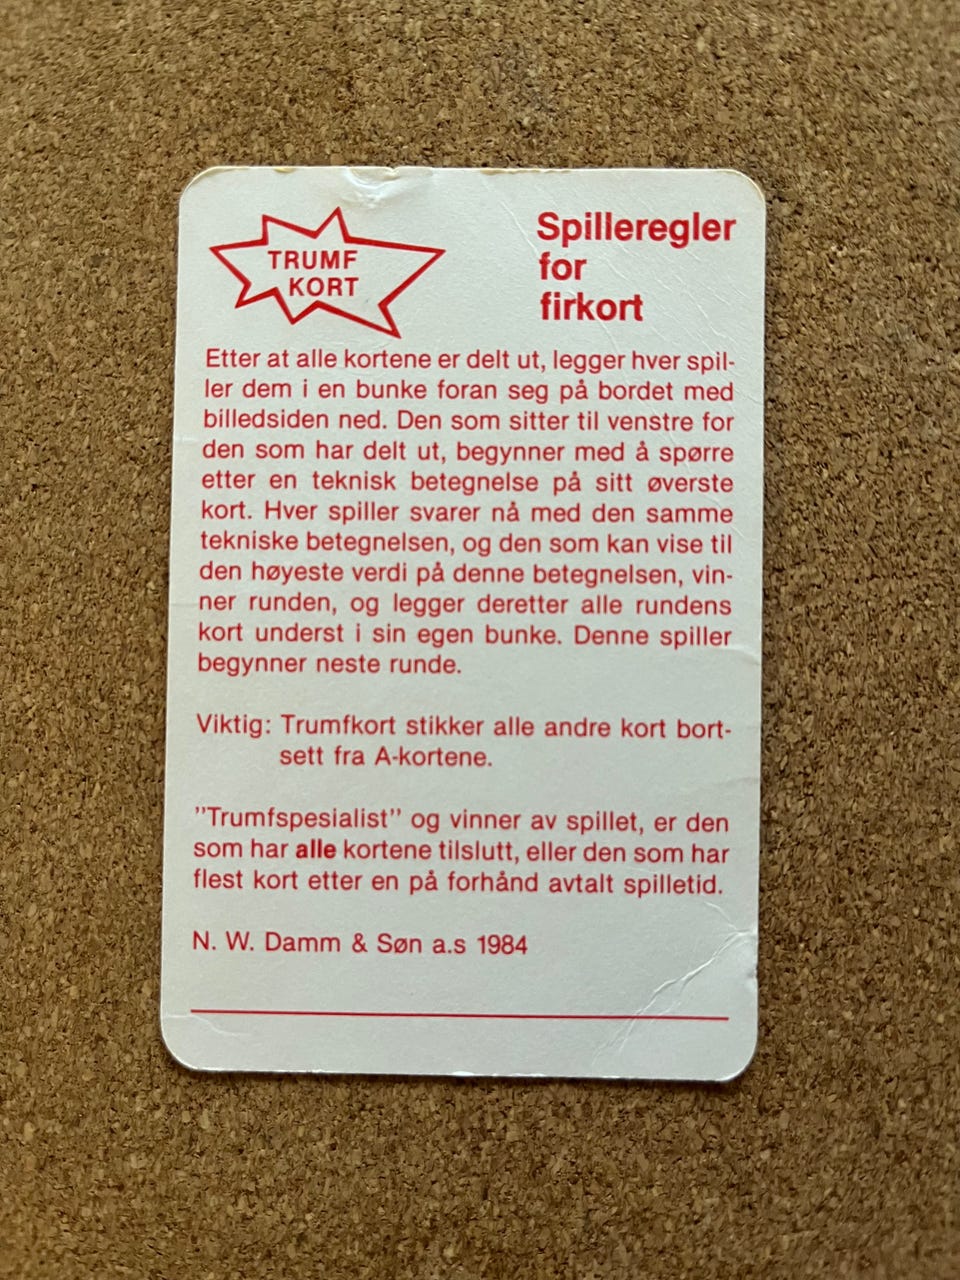 TRUMF
KORT
Spilleregler
for
firkort
Etter at alle kortene er delt ut, legger hver spil-
ler dem i en bunke foran seg på bordet med
billedsiden ned. Den som sitter til venstre for
den som har delt ut, begynner med å spørre
etter en teknisk betegnelse på sitt øverste
kort. Hver spiller svarer nå med den samme
tekniske betegnelsen, og den som kan vise til
den høyeste verdi på denne betegnelsen, vin-
ner runden, og legger deretter alle rundens
kort underst i sin egen bunke. Denne spiller
begynner neste runde.
Viktig: Trumfkort stikker alle andre kort bort-
sett fra A-kortene.
"Trumfspesialist" og vinner av spillet, er den
som har alle kortene tilslutt, eller den som har
flest kort etter en på forhånd avtalt spilletid.
N. W. Damm & Søn a.s 1984